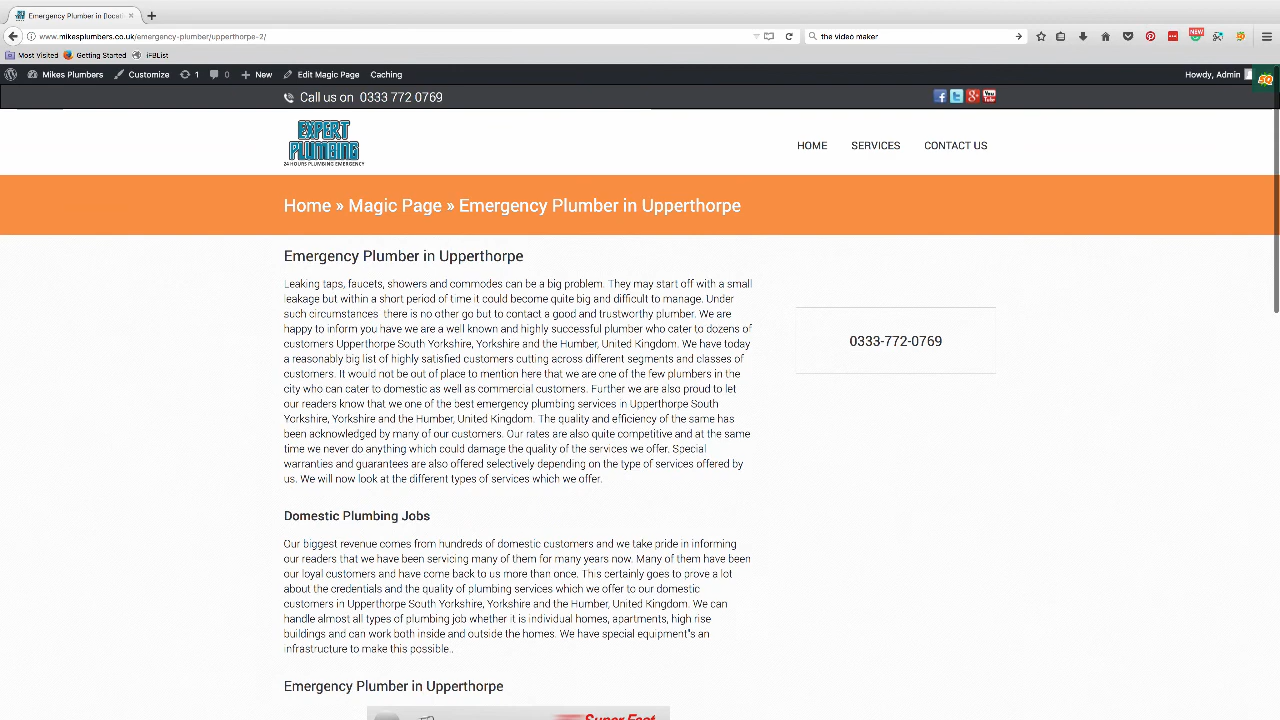 Emergency Plumber in [locati
www.mikesplumbers.co.uk/emergency-plumber/upperthorpe-2/
the video maker
NEW
Most Visited Getting Started iFBList
Mikes Plumbers Customize 1 0 New Edit Magic Page Caching Howdy, Admin
SQ
Call us on 0333 772 0769
You Tube
EXPERT
PLUMBING
24 HOURS PLUMBING EMERGENCY
HOME SERVICES CONTACT US
Home » Magic Page » Emergency Plumber in Upperthorpe
Emergency Plumber in Upperthorpe
Leaking taps, faucets, showers and commodes can be a big problem. They may start off with a small
leakage but within a short period of time it could become quite big and difficult to manage. Under
such circumstances there is no other go but to contact a good and trustworthy plumber. We are
happy to inform you have we are a well known and highly successful plumber who cater to dozens of
customers Upperthorpe South Yorkshire, Yorkshire and the Humber, United Kingdom. We have today
a reasonably big list of highly satisfied customers cutting across different segments and classes of
customers. It would not be out of place to mention here that we are one of the few plumbers in the
city who can cater to domestic as well as commercial customers. Further we are also proud to let
our readers know that we one of the best emergency plumbing services in Upperthorpe South
Yorkshire, Yorkshire and the Humber, United Kingdom. The quality and efficiency of the same has
been acknowledged by many of our customers. Our rates are also quite competitive and at the same
time we never do anything which could damage the quality of the services we offer. Special
warranties and guarantees are also offered selectively depending on the type of services offered by
us. We will now look at the different types of services which we offer.
0333-772-0769
Domestic Plumbing Jobs
Our biggest revenue comes from hundreds of domestic customers and we take pride in informing
our readers that we have been servicing many of them for many years now. Many of them have been
our loyal customers and have come back to us more than once. This certainly goes to prove a lot
about the credentials and the quality of plumbing services which we offer to our domestic
customers in Upperthorpe South Yorkshire, Yorkshire and the Humber, United Kingdom. We can
handle almost all types of plumbing job whether it is individual homes, apartments, high rise
buildings and can work both inside and outside the homes. We have special equipment"s an
infrastructure to make this possible..
Emergency Plumber in Upperthorpe
Super Fast